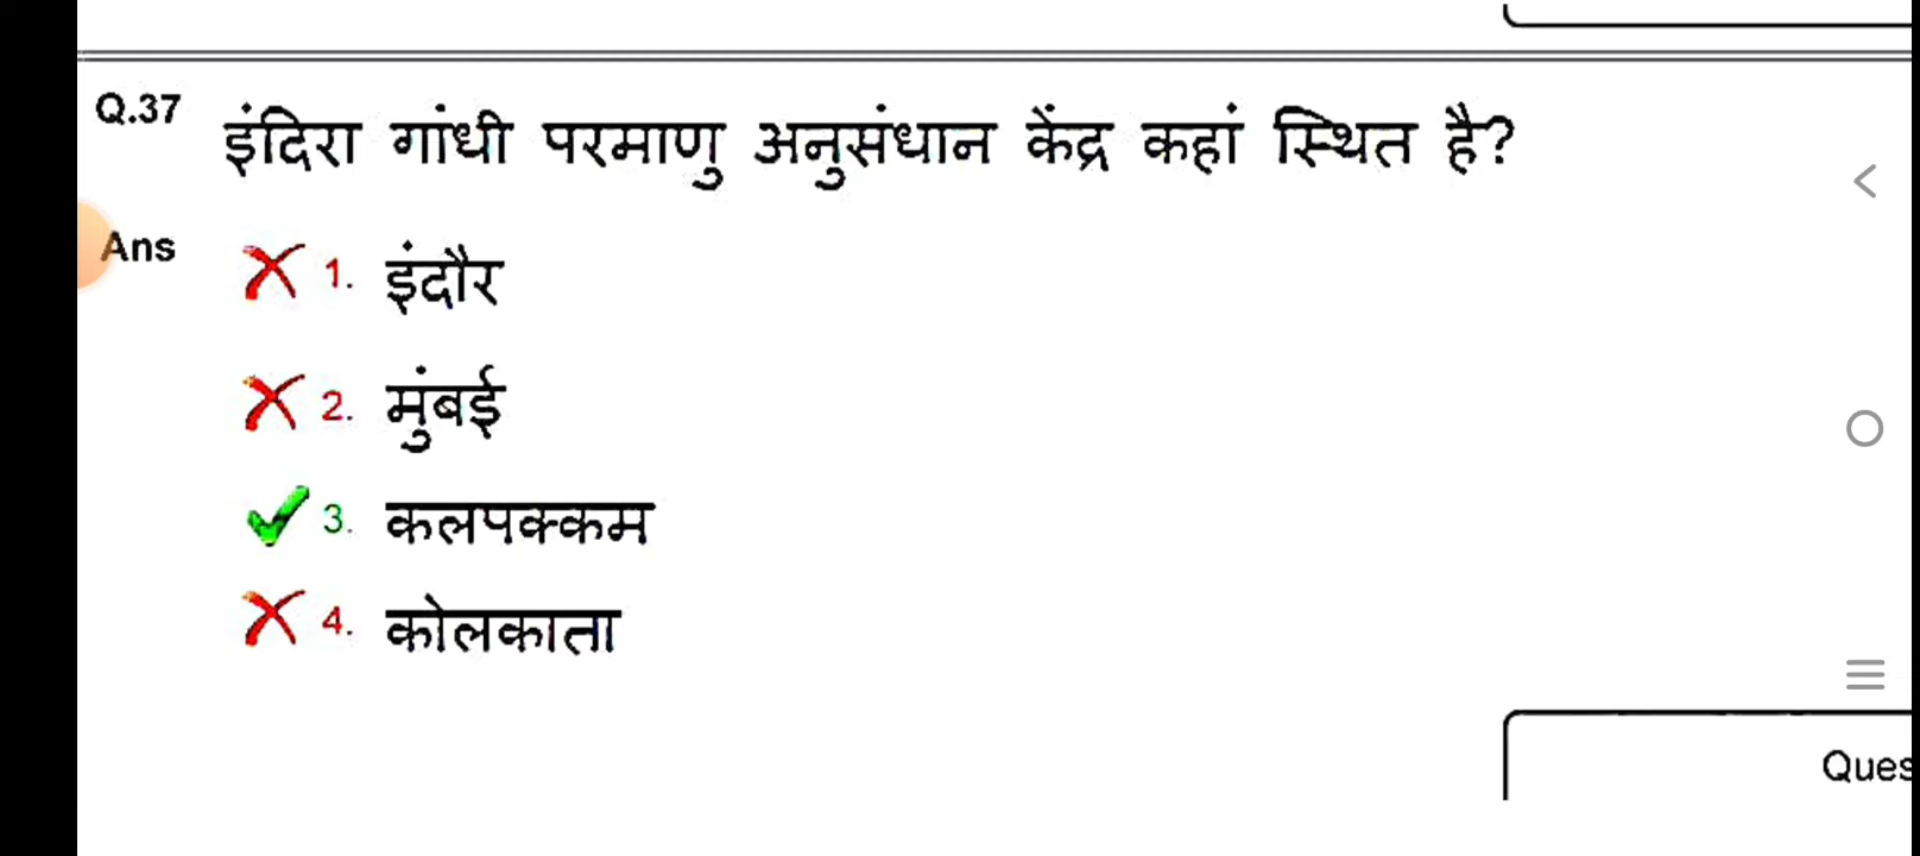 Q.37 इंदिरा गांधी परमाणु अनुसंधान केंद्र कहां स्थित है?
Ans 1. इंदौर
2. मुंबई
3. कलपक्कम
4. कोलकाता
Ques